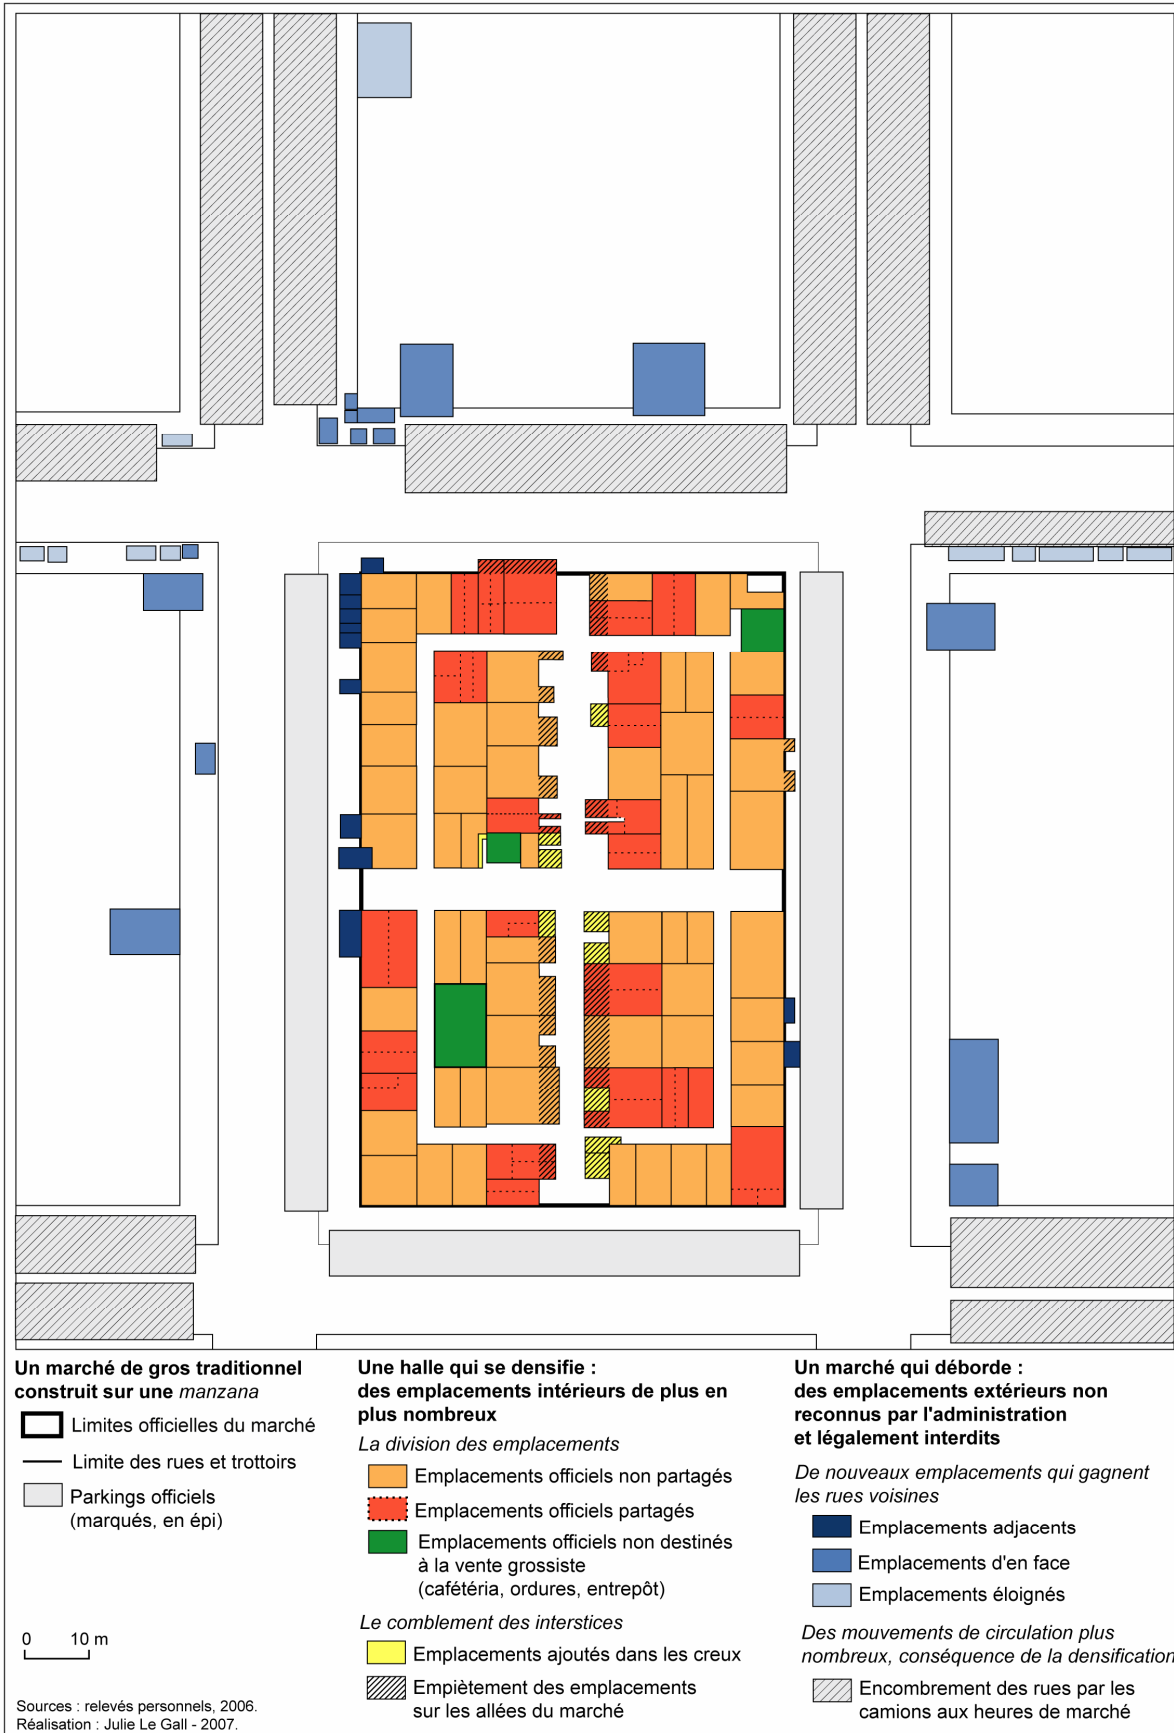 Un marché de gros traditionnel
construit sur une manzana
Limites officielles du marché
Limite des rues et trottoirs
Parkings officiels
(marqués, en épi)
0 10 m
Sources : relevés personnels, 2006.
Réalisation : Julie Le Gall - 2007.
Une halle qui se densifie :
des emplacements intérieurs de plus en
plus nombreux
La division des emplacements
Emplacements officiels non partagés
Emplacements officiels partagés
Emplacements officiels non destinés
à la vente grossiste
(cafétéria, ordures, entrepôt)
Le comblement des interstices
Emplacements ajoutés dans les creux
Empiètement des emplacements
sur les allées du marché
Un marché qui déborde :
des emplacements extérieurs non
reconnus par l'administration
et légalement interdits
De nouveaux emplacements qui gagnent
les rues voisines
Emplacements adjacents
Emplacements d'en face
Emplacements éloignés
Des mouvements de circulation plus
nombreux, conséquence de la densification
Encombrement des rues par les
camions aux heures de marché